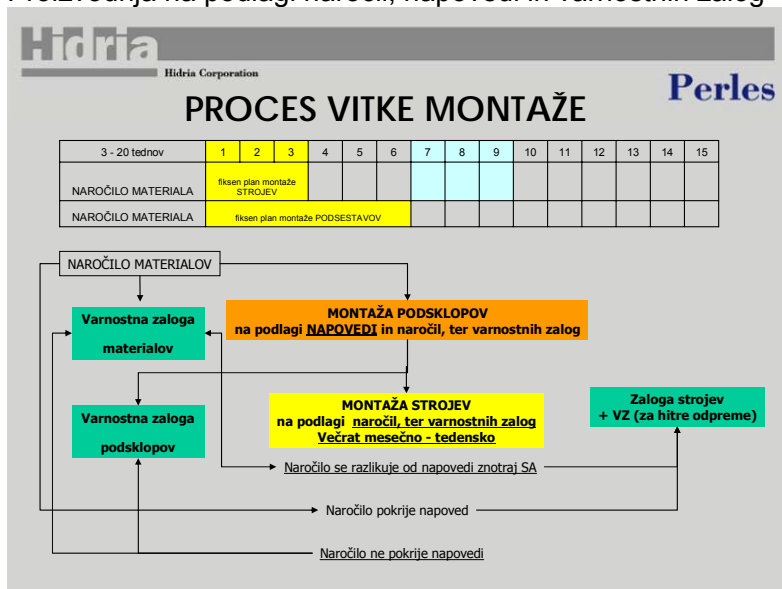 Proizvodnja na podlagi naročil, napovedi in varnostnih zalog
Hidria
Hidria Corporation
Perles
PROCES VITKE MONTAŽE
3 - 20 tednov 1 2 3 4 5 6 7 8 9 10 11 12 13 14 15
NAROČILO MATERIALA
fiksen plan montaže
STROJEV
NAROČILO MATERIALA
fiksen plan montaže PODSESTAVOV
NAROČILO MATERIALOV
Varnostna zaloga
materialov
MONTAŽA PODSKLOPOV
na podlagi NAPOVEDI in naročil, ter varnostnih zalog
Varnostna zaloga
podsklopov
MONTAŽA STROJEV
na podlagi naročil, ter varnostnih zalog
Večrat mesečno - tedensko
Zaloga strojev
+ VZ (za hitre odpreme)
Naročilo se razlikuje od napovedi znotraj SA
Naročilo pokrije napoved
Naročilo ne pokrije napovedi